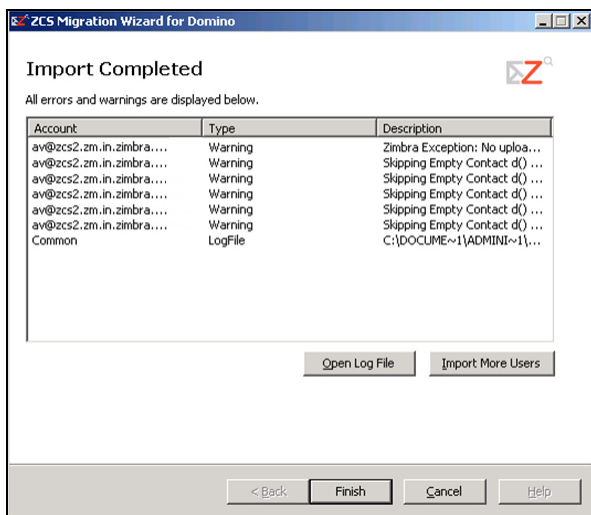 ZCS Migration Wizard for Domino
Import Completed
All errors and warnings are displayed below.
Account Type Description
av@zcs2.zm.in.zimbra.... Warning Zimbra Exception: No uploa...
av@zcs2.zm.in.zimbra.... Warning Skipping Empty Contact d() ...
av@zcs2.zm.in.zimbra.... Warning Skipping Empty Contact d() ...
av@zcs2.zm.in.zimbra.... Warning Skipping Empty Contact d() ...
av@zcs2.zm.in.zimbra.... Warning Skipping Empty Contact d() ...
av@zcs2.zm.in.zimbra.... Warning Skipping Empty Contact d() ...
Common LogFile C:\DOCUME~1\ADMINI~1\...
Open Log File Import More Users
< Back Finish Cancel Help